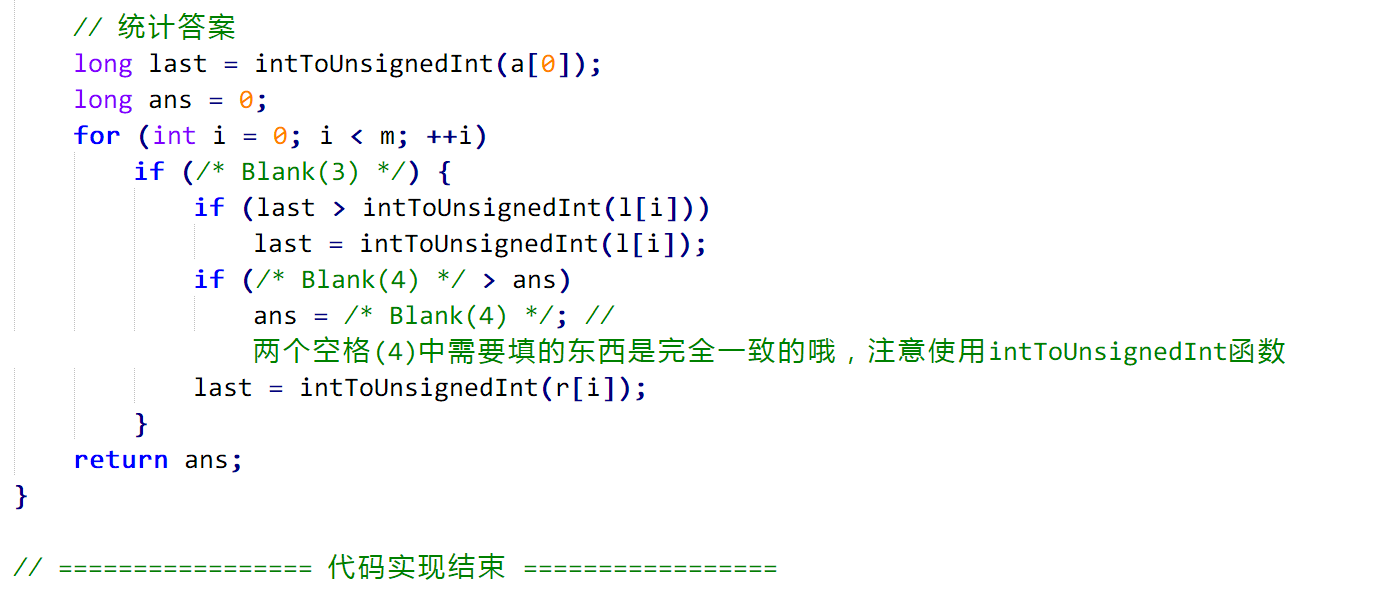 // 统计答案
long last = intToUnsignedInt(a[0]);
long ans = 0;
for (int i = 0; i < m; ++i)
if (/* Blank(3) */) {
if (last > intToUnsignedInt(l[i]))
last = intToUnsignedInt(l[i]);
if (/* Blank(4) */ > ans)
ans = /* Blank(4) */; //
两个空格(4)中需要填的东西是完全一致的哦，注意使用intToUnsignedInt函数
last = intToUnsignedInt(r[i]);
}
return ans;
}
// ================= 代码实现结束 =================